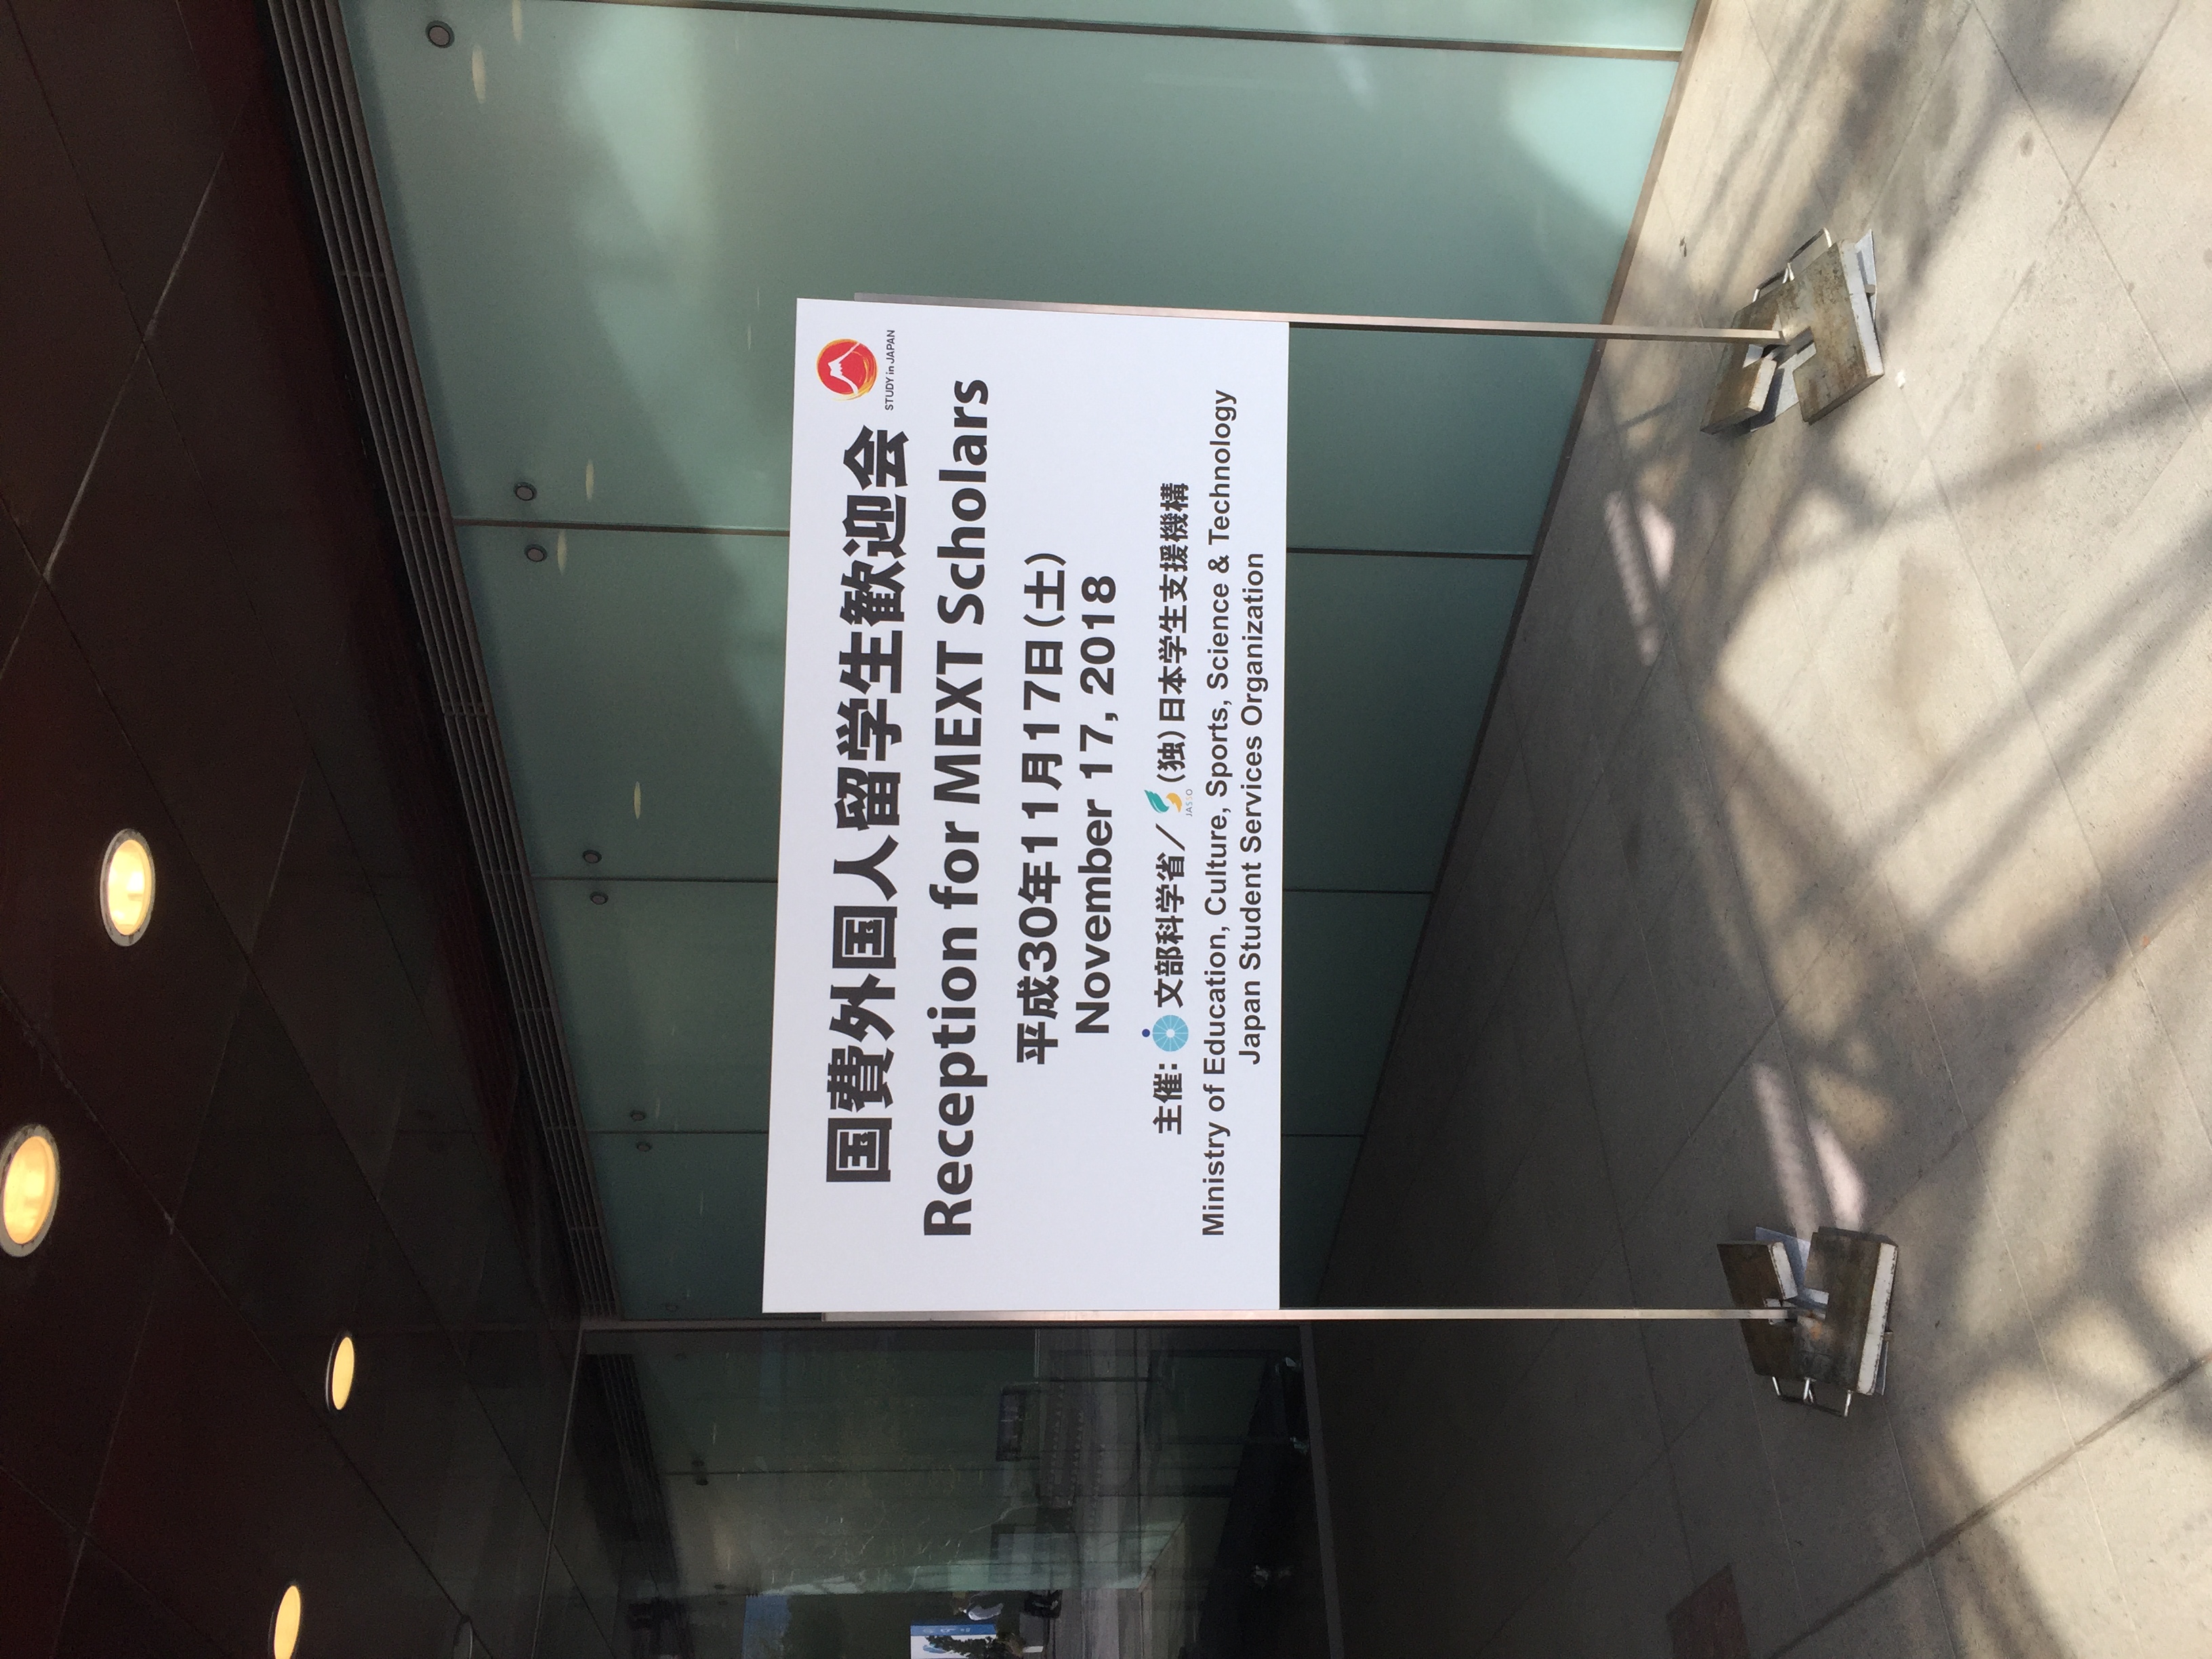 国費外国人留学生歓迎会
STUDY in JAPAN
Reception for MEXT Scholars
平成30年11月17日(土)
November 17, 2018
主催: 文部科学省／ JASSO (独)日本学生支援機構
Ministry of Education, Culture, Sports, Science & Technology
Japan Student Services Organization